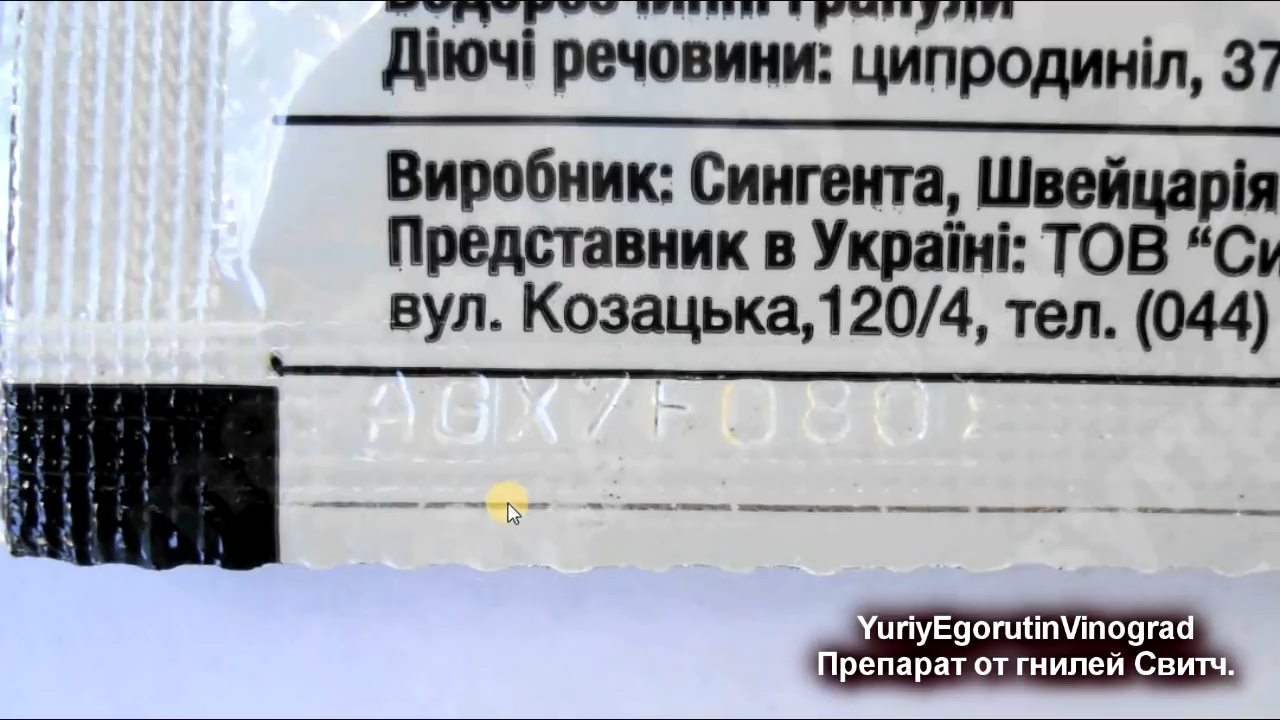 Діючі речовини: ципродиніл, 37
Виробник: Сингента, Швейцарія
Представник в Україні: ТОВ “Си
вул. Козацька,120/4, тел. (044)
AGX7F080
YuriyEgorutinVinograd
Препарат от гнилей Свитч.